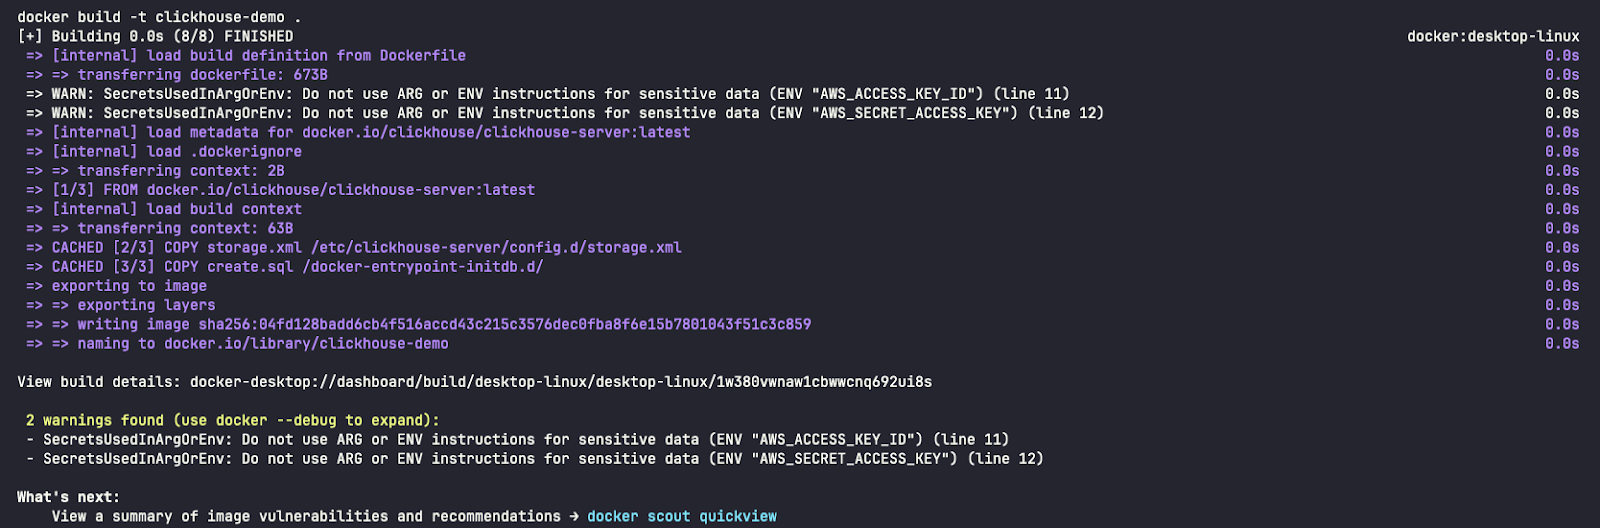 docker build -t clickhouse-demo .
[+] Building 0.0s (8/8) FINISHED docker:desktop-linux
=> [internal] load build definition from Dockerfile 0.0s
=> => transferring dockerfile: 673B 0.0s
=> WARN: SecretsUsedInArgOrEnv: Do not use ARG or ENV instructions for sensitive data (ENV "AWS_ACCESS_KEY_ID") (line 11) 0.0s
=> WARN: SecretsUsedInArgOrEnv: Do not use ARG or ENV instructions for sensitive data (ENV "AWS_SECRET_ACCESS_KEY") (line 12) 0.0s
=> [internal] load metadata for docker.io/clickhouse/clickhouse-server:latest 0.0s
=> [internal] load .dockerignore 0.0s
=> => transferring context: 2B 0.0s
=> [1/3] FROM docker.io/clickhouse/clickhouse-server:latest 0.0s
=> [internal] load build context 0.0s
=> => transferring context: 63B 0.0s
=> CACHED [2/3] COPY storage.xml /etc/clickhouse-server/config.d/storage.xml 0.0s
=> CACHED [3/3] COPY create.sql /docker-entrypoint-initdb.d/ 0.0s
=> exporting to image 0.0s
=> => exporting layers 0.0s
=> => writing image sha256:04fd128badd6cb4f516accd43c215c3576dec0fba8f6e15b7801043f51c3c859 0.0s
=> => naming to docker.io/library/clickhouse-demo 0.0s
View build details: docker-desktop://dashboard/build/desktop-linux/desktop-linux/1w380vwnaw1cbwwcnq692ui8s
2 warnings found (use docker --debug to expand):
- SecretsUsedInArgOrEnv: Do not use ARG or ENV instructions for sensitive data (ENV "AWS_ACCESS_KEY_ID") (line 11)
- SecretsUsedInArgOrEnv: Do not use ARG or ENV instructions for sensitive data (ENV "AWS_SECRET_ACCESS_KEY") (line 12)
What's next:
View a summary of image vulnerabilities and recommendations → docker scout quickview